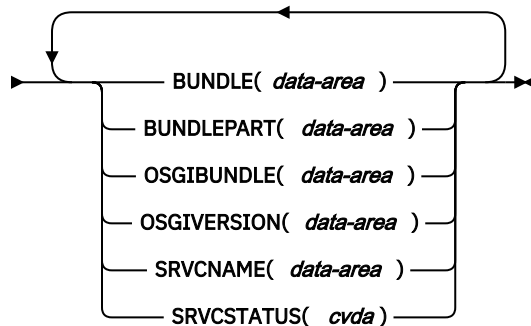 BUNDLE( data-area )
BUNDLEPART( data-area )
OSGIBUNDLE( data-area )
OSGIVERSION( data-area )
SRVCNAME( data-area )
SRVCSTATUS( cvda )